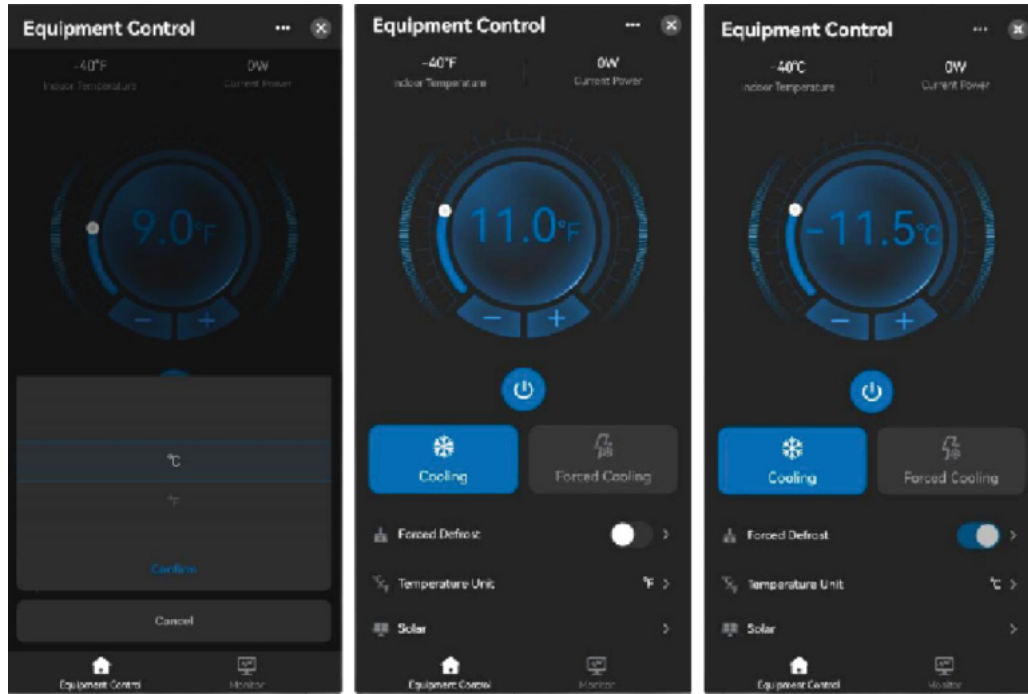 Equipment Control
-40°F
0W
Indoor Temperature
Current Power
9.0°F
°C
°F
Confirm
Cancel
Equipment Control
Monitor
Equipment Control
-40°F
0W
Indoor Temperature
Current Power
11.0°F
Cooling
Forced Cooling
Forced Defrost
Temperature Unit
°F
Solar
Equipment Control
Monitor
Equipment Control
-40°C
0W
Indoor Temperature
Current Power
-11.5°C
Cooling
Forced Cooling
Forced Defrost
Temperature Unit
°C
Solar
Equipment Control
Monitor